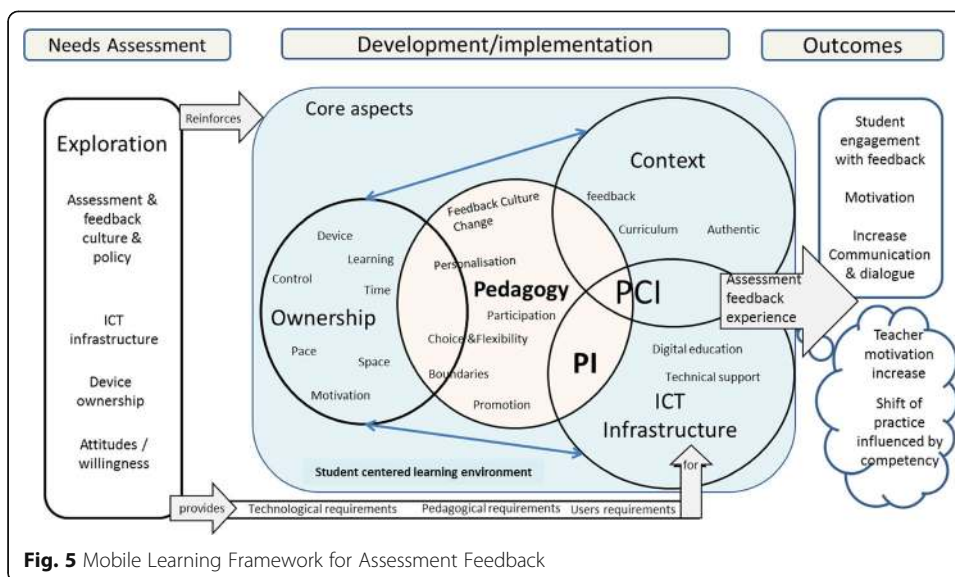 Needs Assessment
Development/implementation
Outcomes
Exploration
Assessment &
feedback
culture &
policy
ICT
infrastructure
Device
ownership
Attitudes /
willingness
Reinforces
provides
Core aspects
Device
Learning
Control
Time
Ownership
Pace
Space
Motivation
Feedback Culture
Change
Personalisation
Pedagogy
Participation
Choice &Flexibility
Boundaries
Promotion
Context
feedback
Curriculum
Authentic
PCI
PI
Digital education
Technical support
ICT
Infrastructure
Student centered learning environment
for
Technological requirements
Pedagogical requirements
Users requirements
Assessment
feedback
experience
Student
engagement
with feedback
Motivation
Increase
Communication
& dialogue
Teacher
motivation
increase
Shift of
practice
influenced by
competency
Fig. 5 Mobile Learning Framework for Assessment Feedback